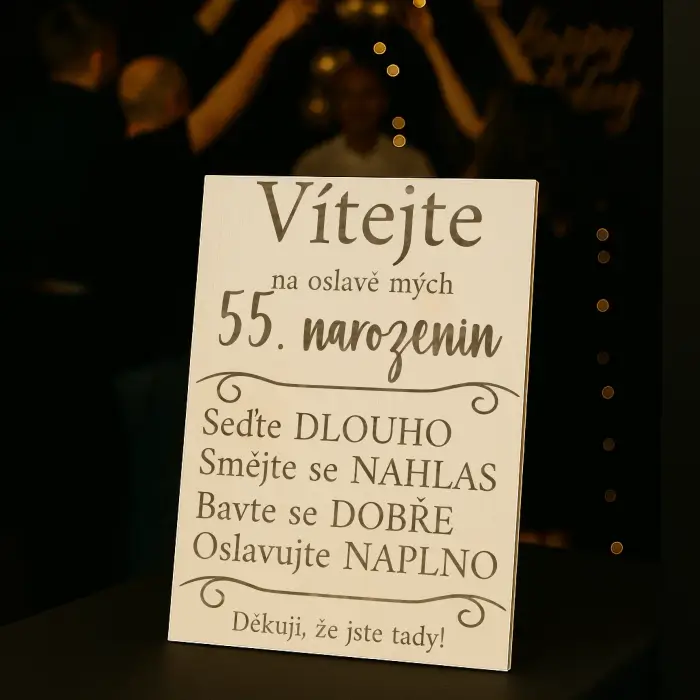 Happy
Vítejte
na oslavě mých
55. narozenin
Seďte DLOUHO
Smějte se NAHLAS
Bavte se DOBŘE
Oslavujte NAPLNO
Děkuji, že jste tady!